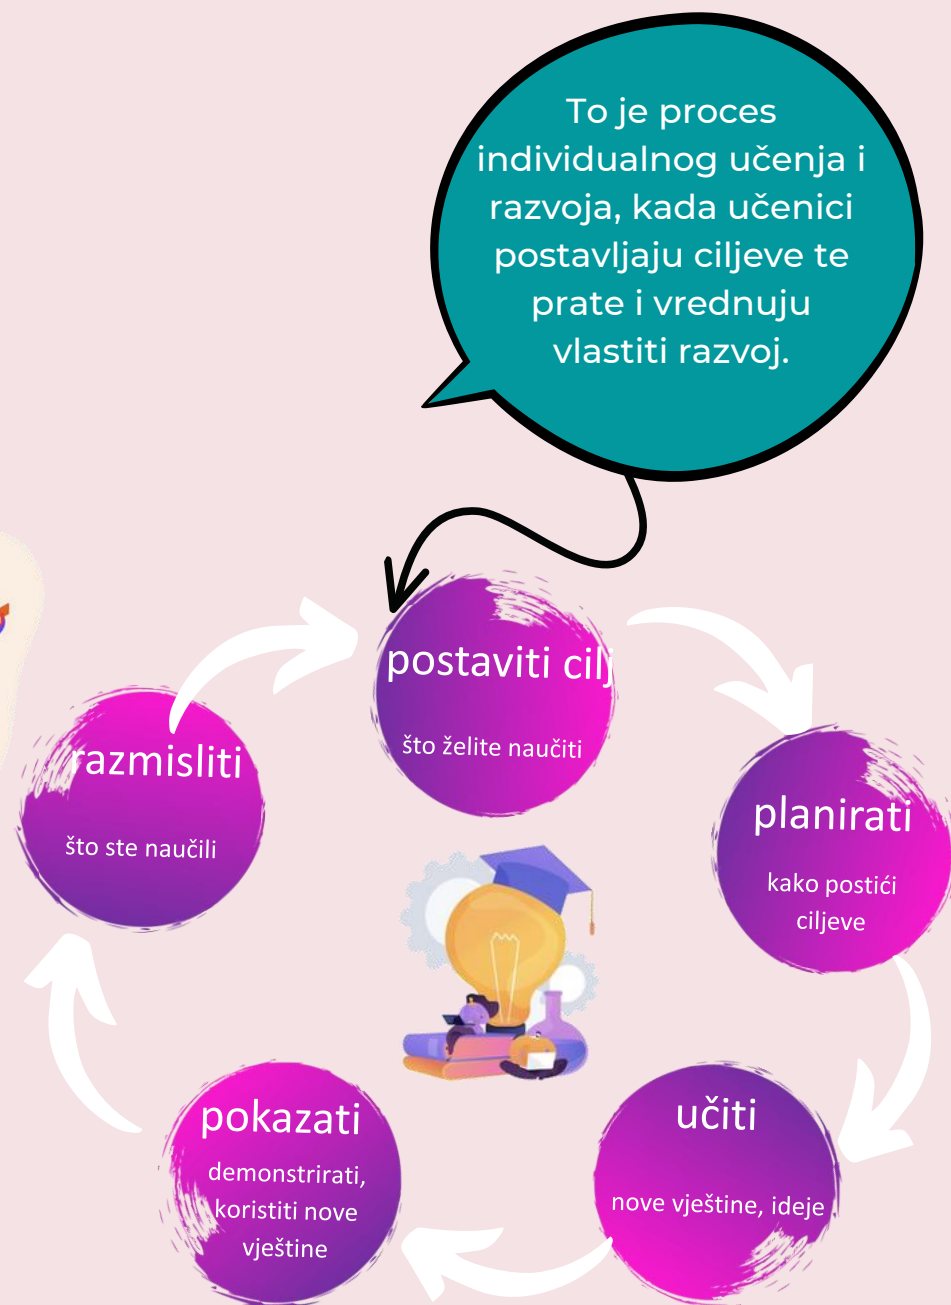 To je proces
individualnog učenja i
razvoja, kada učenici
postavljaju ciljeve te
prate i vrednuju
vlastiti razvoj.
postaviti cilj
što želite naučiti
planirati
kako postići
ciljeve
učiti
nove vještine, ideje
pokazati
demonstrirati,
koristiti nove
vještine
razmisliti
što ste naučili